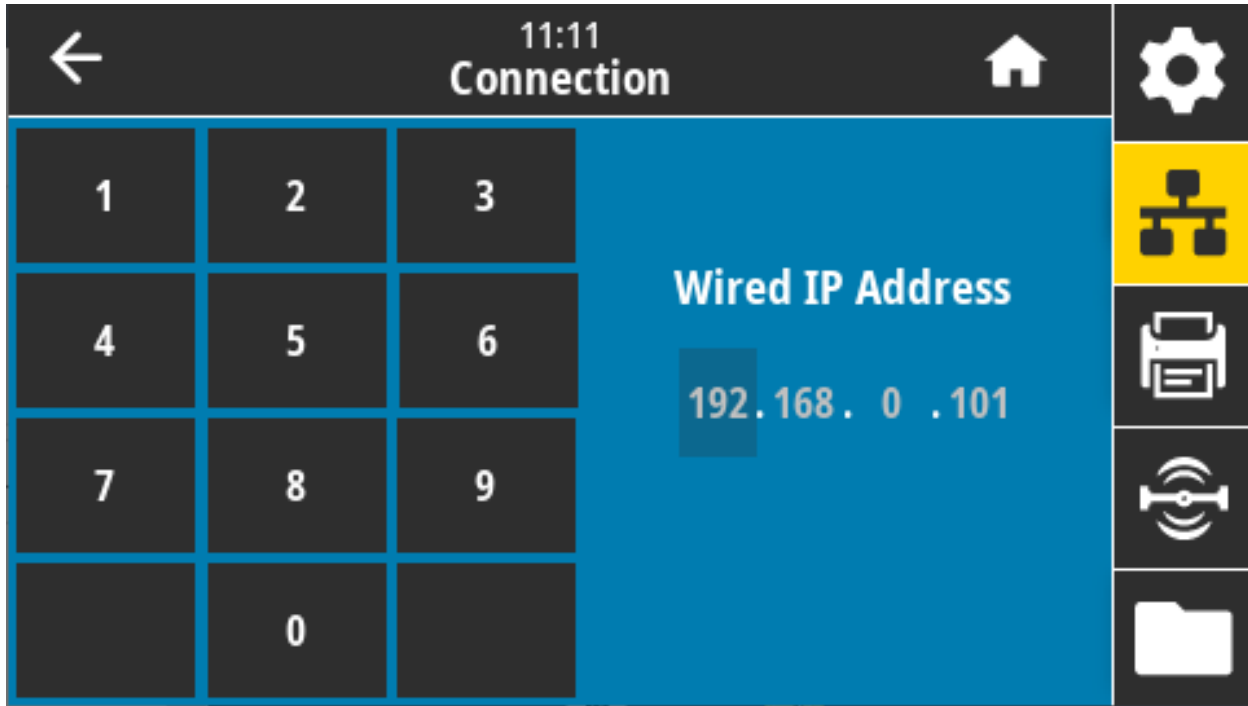 11:11
Connection
1 2 3
4 5 6
7 8 9
0
Wired IP Address
192.168. 0 .101